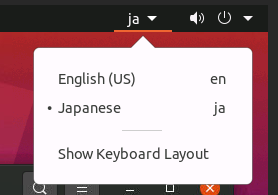 ja
English (US) en
• Japanese ja
Show Keyboard Layout